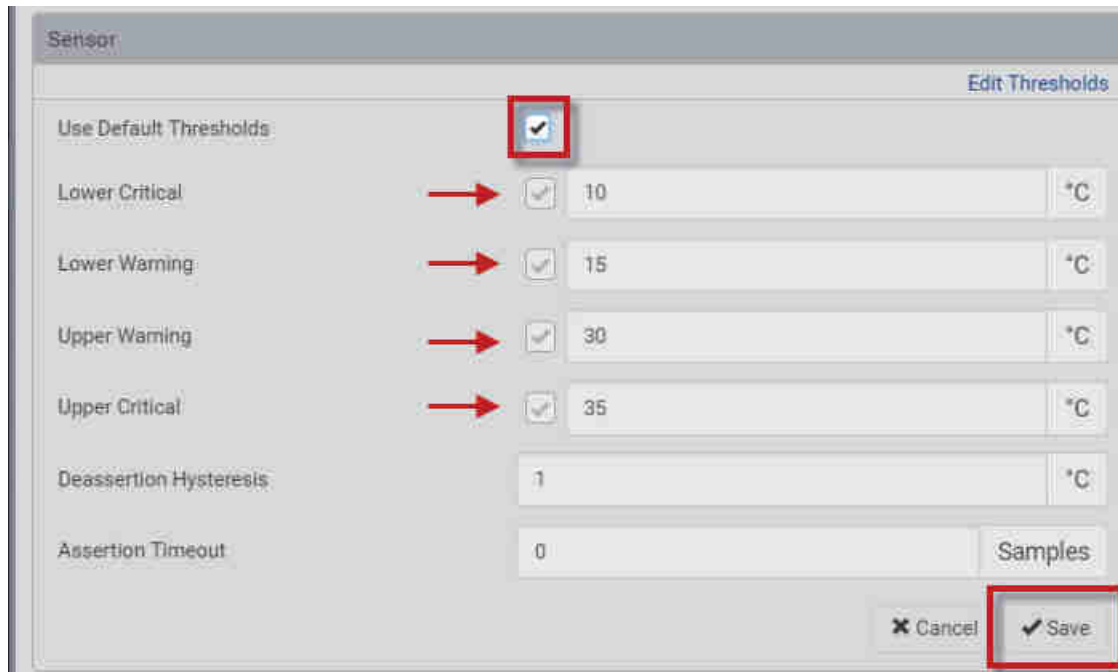 Sensor
Edit Thresholds
Use Default Thresholds
Lower Critical 10 °C
Lower Warning 15 °C
Upper Warning 30 °C
Upper Critical 35 °C
Deassertion Hysteresis 1 °C
Assertion Timeout 0 Samples
Cancel Save